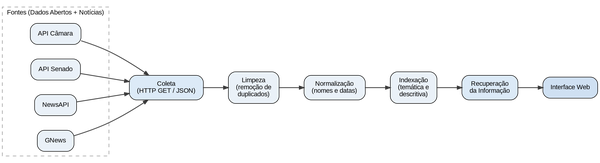 Fontes (Dados Abertos + Notícias)
API Câmara
API Senado
NewsAPI
GNews
Coleta
(HTTP GET / JSON)
Limpeza
(remoção de
duplicados)
Normalização
(nomes e datas)
Indexação
(temática e
descritiva)
Recuperação
da Informação
Interface Web